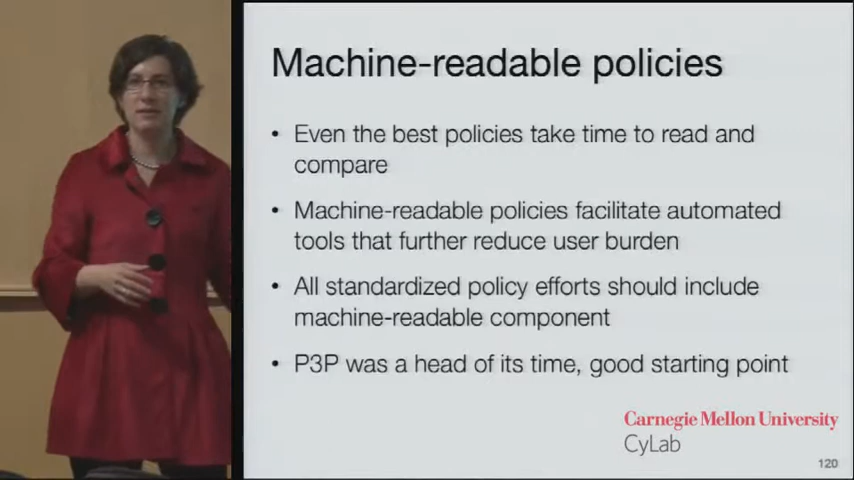 Machine-readable policies
• Even the best policies take time to read and
compare
• Machine-readable policies facilitate automated
tools that further reduce user burden
• All standardized policy efforts should include
machine-readable component
• P3P was a head of its time, good starting point
Carnegie Mellon University
CyLab
120